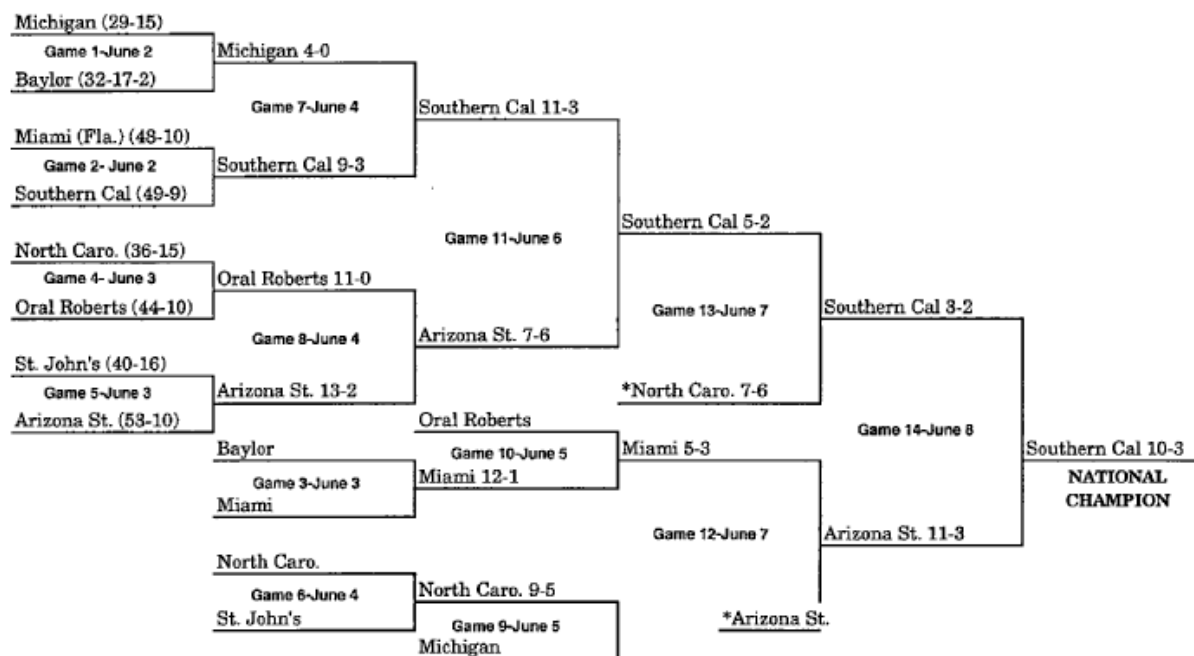 Michigan (29-15)
Game 1-June 2
Michigan 4-0
Baylor (32-17-2)
Game 7-June 4
Southern Cal 11-3
Miami (Fla.) (48-10)
Game 2- June 2
Southern Cal 9-3
Southern Cal (49-9)
Game 11-June 6
Southern Cal 5-2
North Caro. (36-15)
Game 4- June 3
Oral Roberts 11-0
Oral Roberts (44-10)
Game 13-June 7
Southern Cal 3-2
Game 8-June 4
Arizona St. 7-6
St. John's (40-16)
Game 5-June 3
Arizona St. 13-2
*North Caro. 7-6
Arizona St. (53-10)
Oral Roberts
Game 14-June 8
Baylor
Game 10-June 5
Miami 5-3
Southern Cal 10-3
Game 3-June 3
Miami 12-1
NATIONAL
CHAMPION
Miami
Game 12-June 7
Arizona St. 11-3
North Caro.
Game 6-June 4
North Caro. 9-5
St. John's
Game 9-June 5
*Arizona St.
Michigan